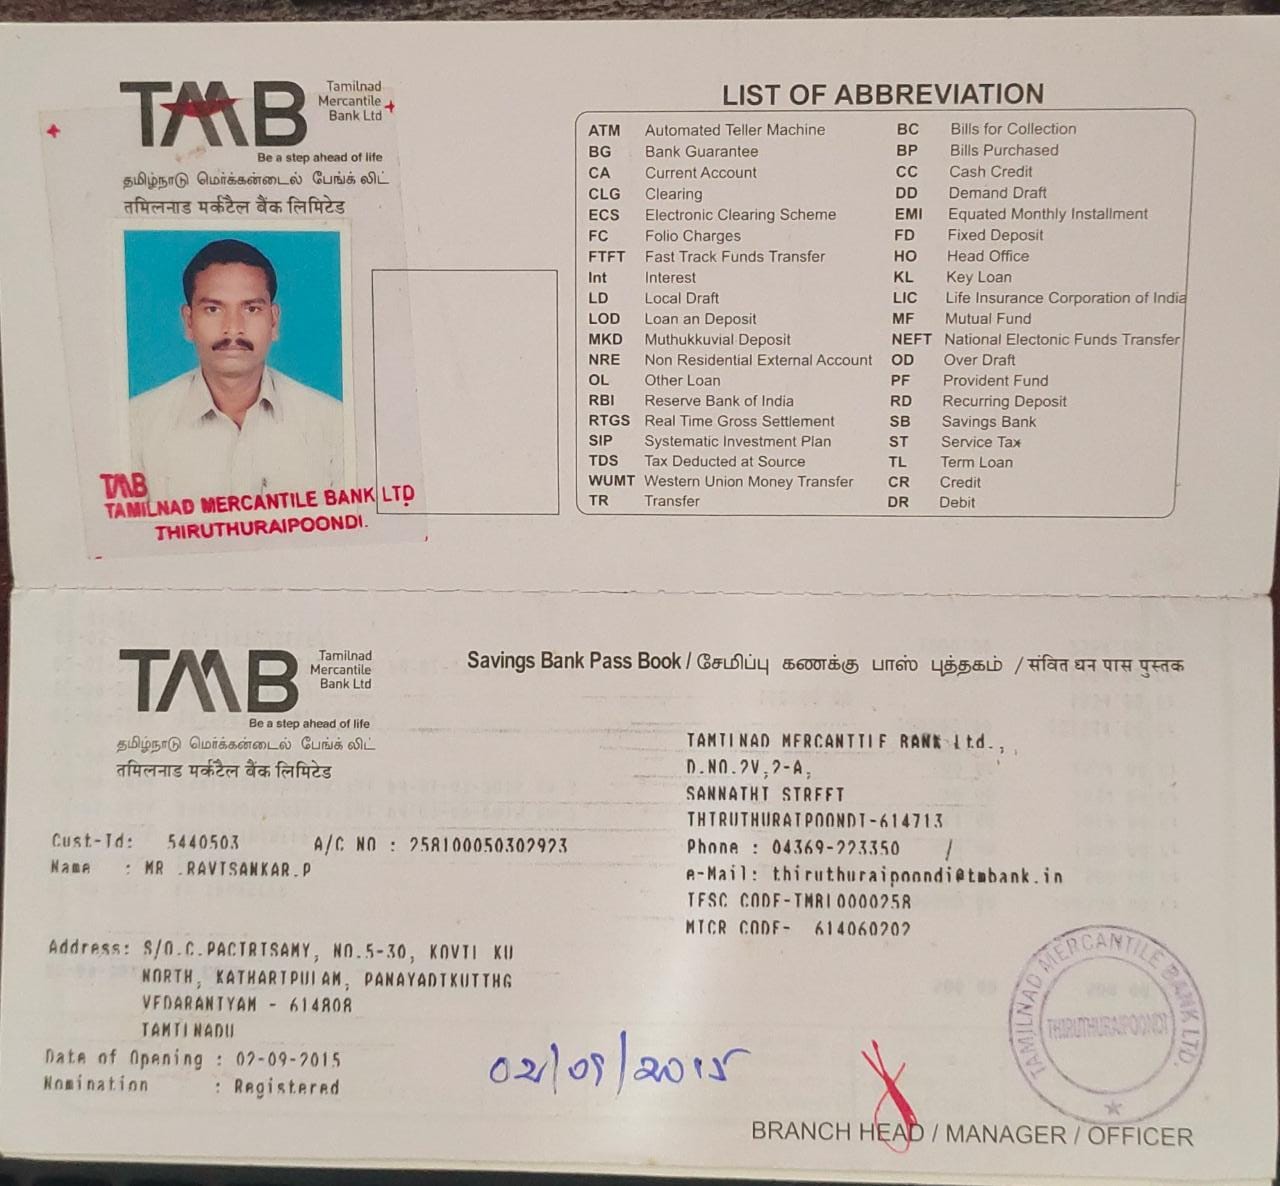 TMB Tamilnad
Mercantile
Bank Ltd
Be a step ahead of life
தமிழ்நாடு மெர்க்கன்டைல் பேங்க் லிட்
तमिलनाड मर्कंटैल बैंक लिमिटेड
TMB
TAMILNAD MERCANTILE BANK LTD
THIRUTHURAIPOONDI.
LIST OF ABBREVIATION
ATM Automated Teller Machine BC Bills for Collection
BG Bank Guarantee BP Bills Purchased
CA Current Account CC Cash Credit
CLG Clearing DD Demand Draft
ECS Electronic Clearing Scheme EMI Equated Monthly Installment
FC Folio Charges FD Fixed Deposit
FTFT Fast Track Funds Transfer HO Head Office
Int Interest KL Key Loan
LD Local Draft LIC Life Insurance Corporation of India
LOD Loan an Deposit MF Mutual Fund
MKD Muthukkuvial Deposit NEFT National Electonic Funds Transfer
NRE Non Residential External Account OD Over Draft
OL Other Loan PF Provident Fund
RBI Reserve Bank of India RD Recurring Deposit
RTGS Real Time Gross Settlement SB Savings Bank
SIP Systematic Investment Plan ST Service Tax
TDS Tax Deducted at Source TL Term Loan
WUMT Western Union Money Transfer CR Credit
TR Transfer DR Debit
TMB Tamilnad
Mercantile
Bank Ltd
Be a step ahead of life
தமிழ்நாடு மெர்க்கன்டைல் பேங்க் லிட்
तमिलनाड मर्कंटैल बैंक लिमिटेड
Savings Bank Pass Book / சேமிப்பு கணக்கு பாஸ் புத்தகம் / संचित धन पास पुस्तक
TAMILNAD MERCANTILE BANK Ltd.,
D.NO.2V,2-A,
SANNATHI STREET
THIRUTHURAIPOONDI-614713
Phone : 04369-223350 /
e-Mail: thiruthuraipoondi@tmbank.in
IFSC CODE-TMBL0000258
MICR CODE- 614060202
Cust-Id: 5440503 A/C NO : 258100050302923
Name : MR .RAVISANKAR.P
Address: S/O.C.PACIRISAMY, NO.5-30, KOVIL KU
NORTH, KATHARIPULAM, PANAYADIKUTTHG
VEDARANYAM - 614808
TAMILNADU
Date of Opening : 02-09-2015
Nomination : Registered
02/09/2015
TAMILNAD MERCANTILE BANK LTD.
THIRUTHURAIPOONDI
BRANCH HEAD / MANAGER / OFFICER